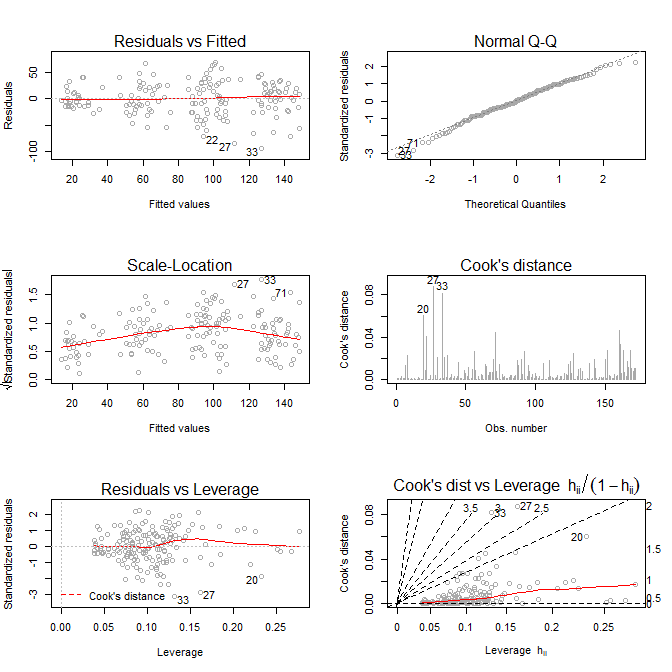 Residuals vs Fitted
Residuals
-100 0 50
22
27
33
20 40 60 80 100 120 140
Fitted values
Normal Q-Q
Standardized residuals
-3 -1 0 1 2
71
27
33
-2 -1 0 1 2
Theoretical Quantiles
Scale-Location
√|Standardized residuals|
0.0 0.5 1.0 1.5
27
33
71
20 40 60 80 100 120 140
Fitted values
Cook's distance
Cook's distance
0.00 0.04 0.08
27
33
20
0 50 100 150
Obs. number
Residuals vs Leverage
Standardized residuals
-3 -1 0 1 2
Cook's distance
33
27
20
0.00 0.05 0.10 0.15 0.20 0.25
Leverage
Cook's dist vs Leverage hii/(1−hii)
Cook's distance
0.00 0.04 0.08
3.5 3 2.5 2
27
33
20
1.5
1
0.5
0
0 0.05 0.1 0.15 0.2 0.25
Leverage hii